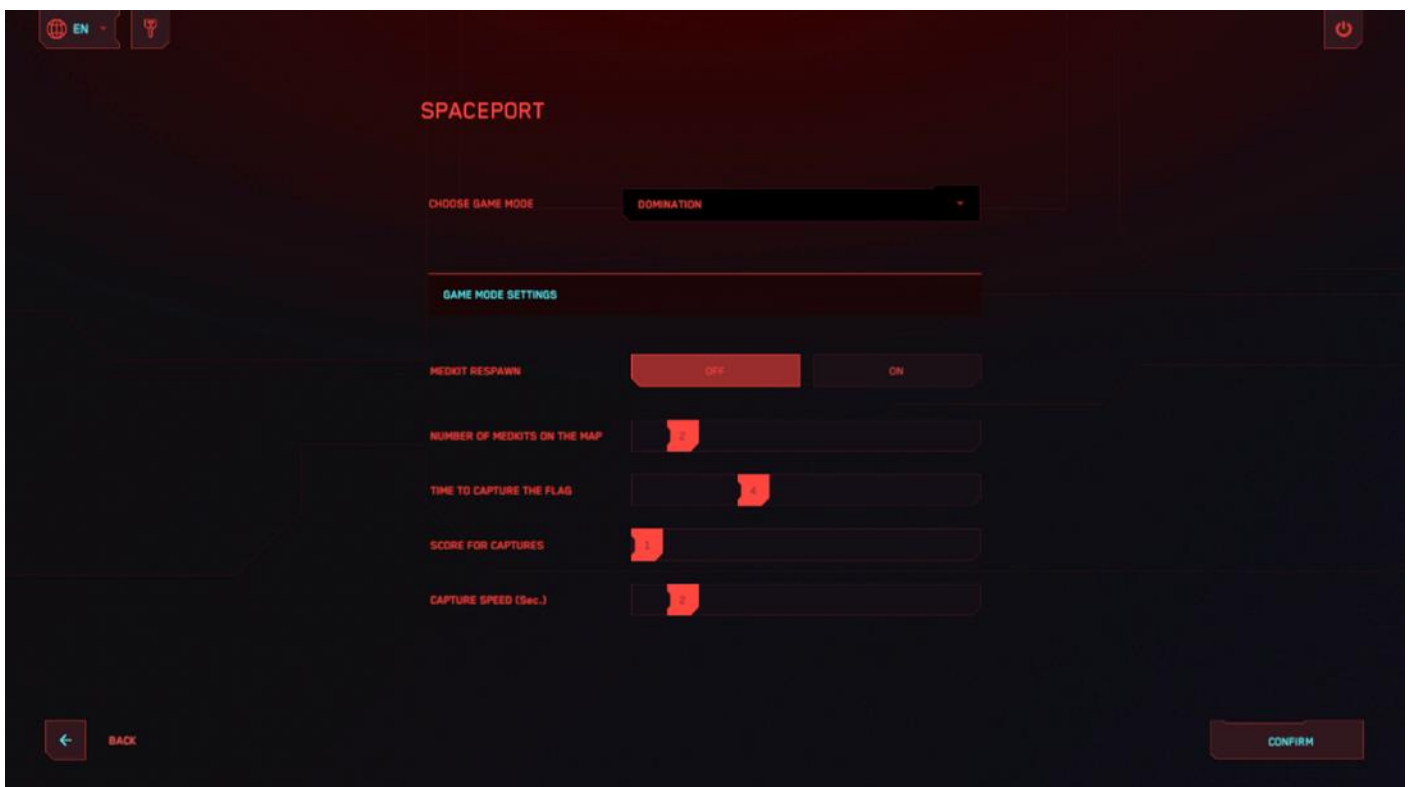 EN
SPACEPORT
CHOOSE GAME MODE DOMINATION
GAME MODE SETTINGS
MEDKIT RESPAWN OFF ON
NUMBER OF MEDKITS ON THE MAP 2
TIME TO CAPTURE THE FLAG 4
SCORE FOR CAPTURES 1
CAPTURE SPEED (Sec.) 2
BACK CONFIRM